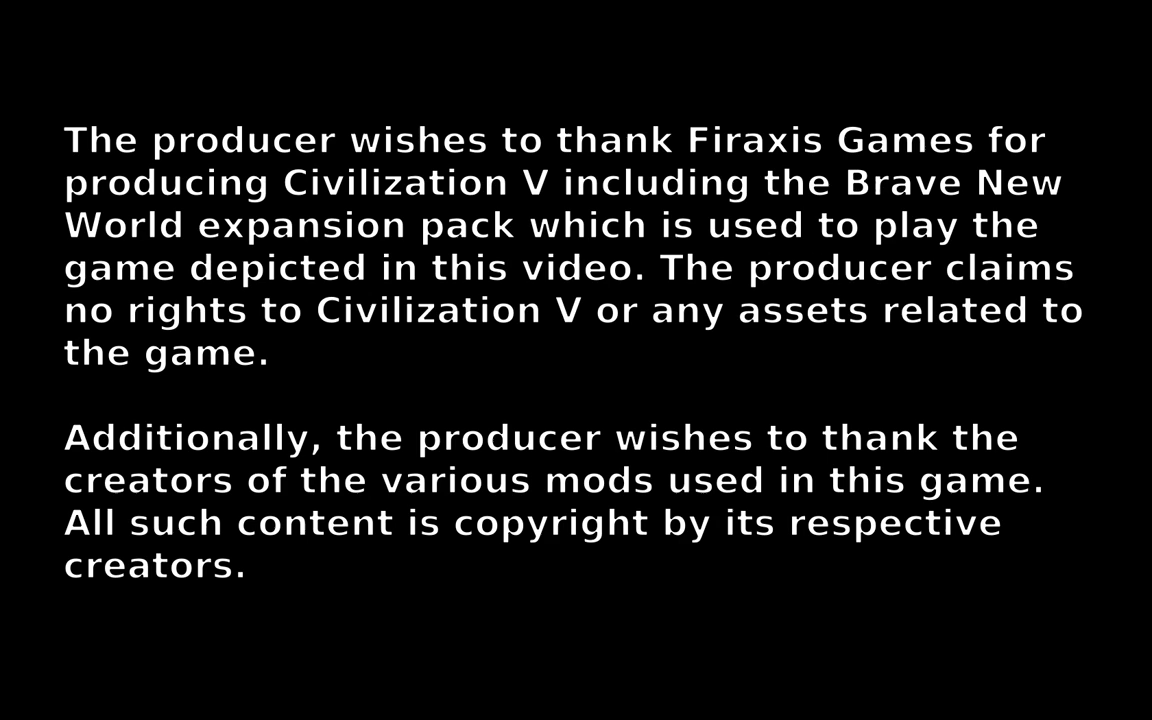 The producer wishes to thank Firaxis Games for
producing Civilization V including the Brave New
World expansion pack which is used to play the
game depicted in this video. The producer claims
no rights to Civilization V or any assets related to
the game.
Additionally, the producer wishes to thank the
creators of the various mods used in this game.
All such content is copyright by its respective
creators.